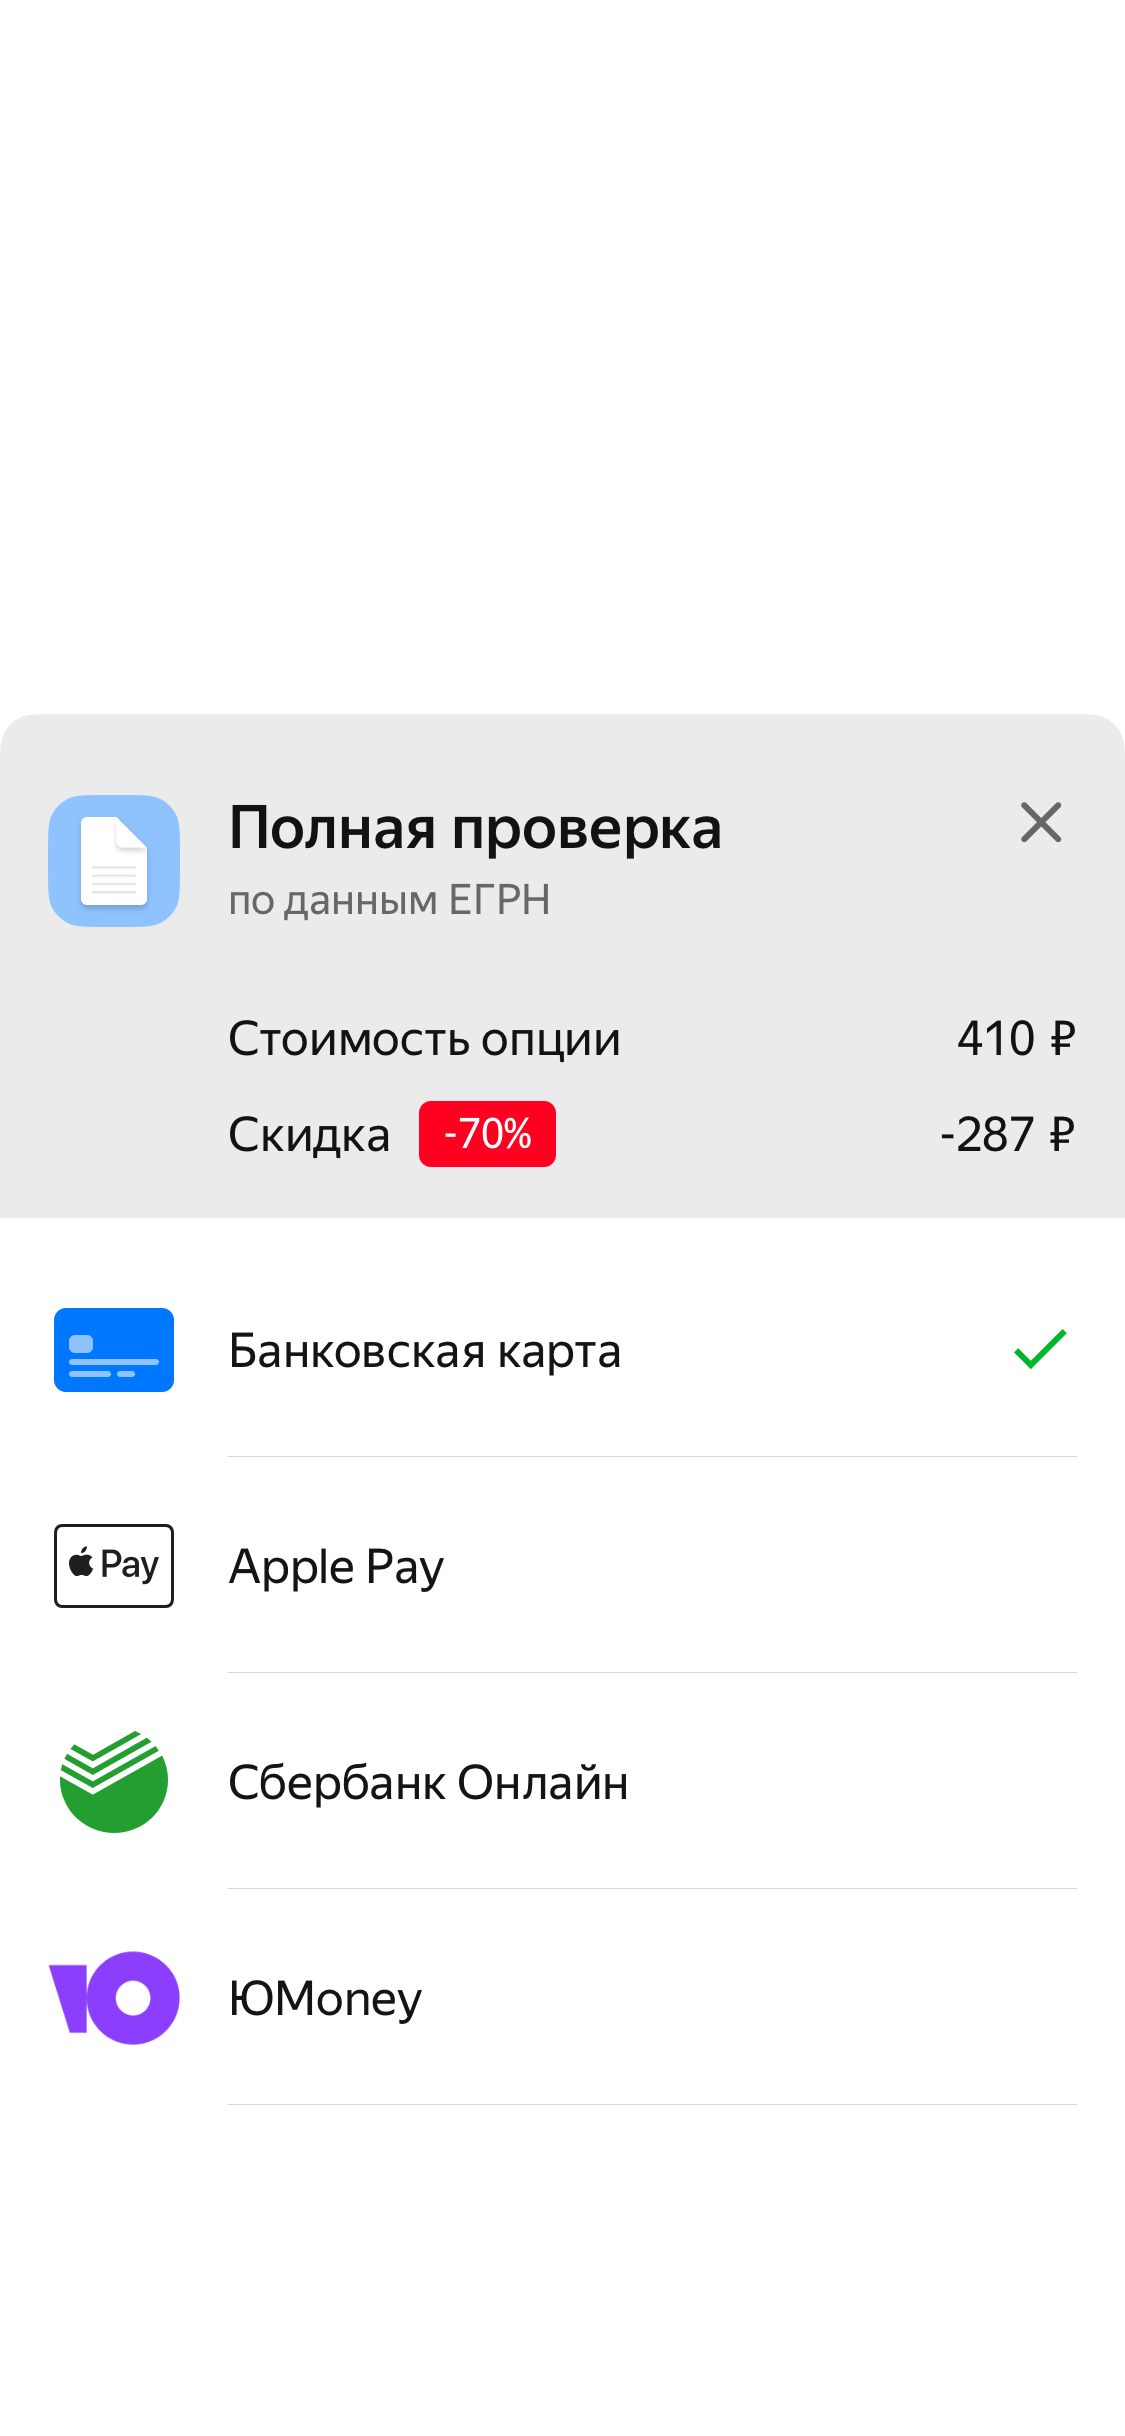 Полная проверка
по данным ЕГРН
Стоимость опции 410 ₽
Скидка -70% -287 ₽
Банковская карта
Pay Apple Pay
Сбербанк Онлайн
ЮMoney